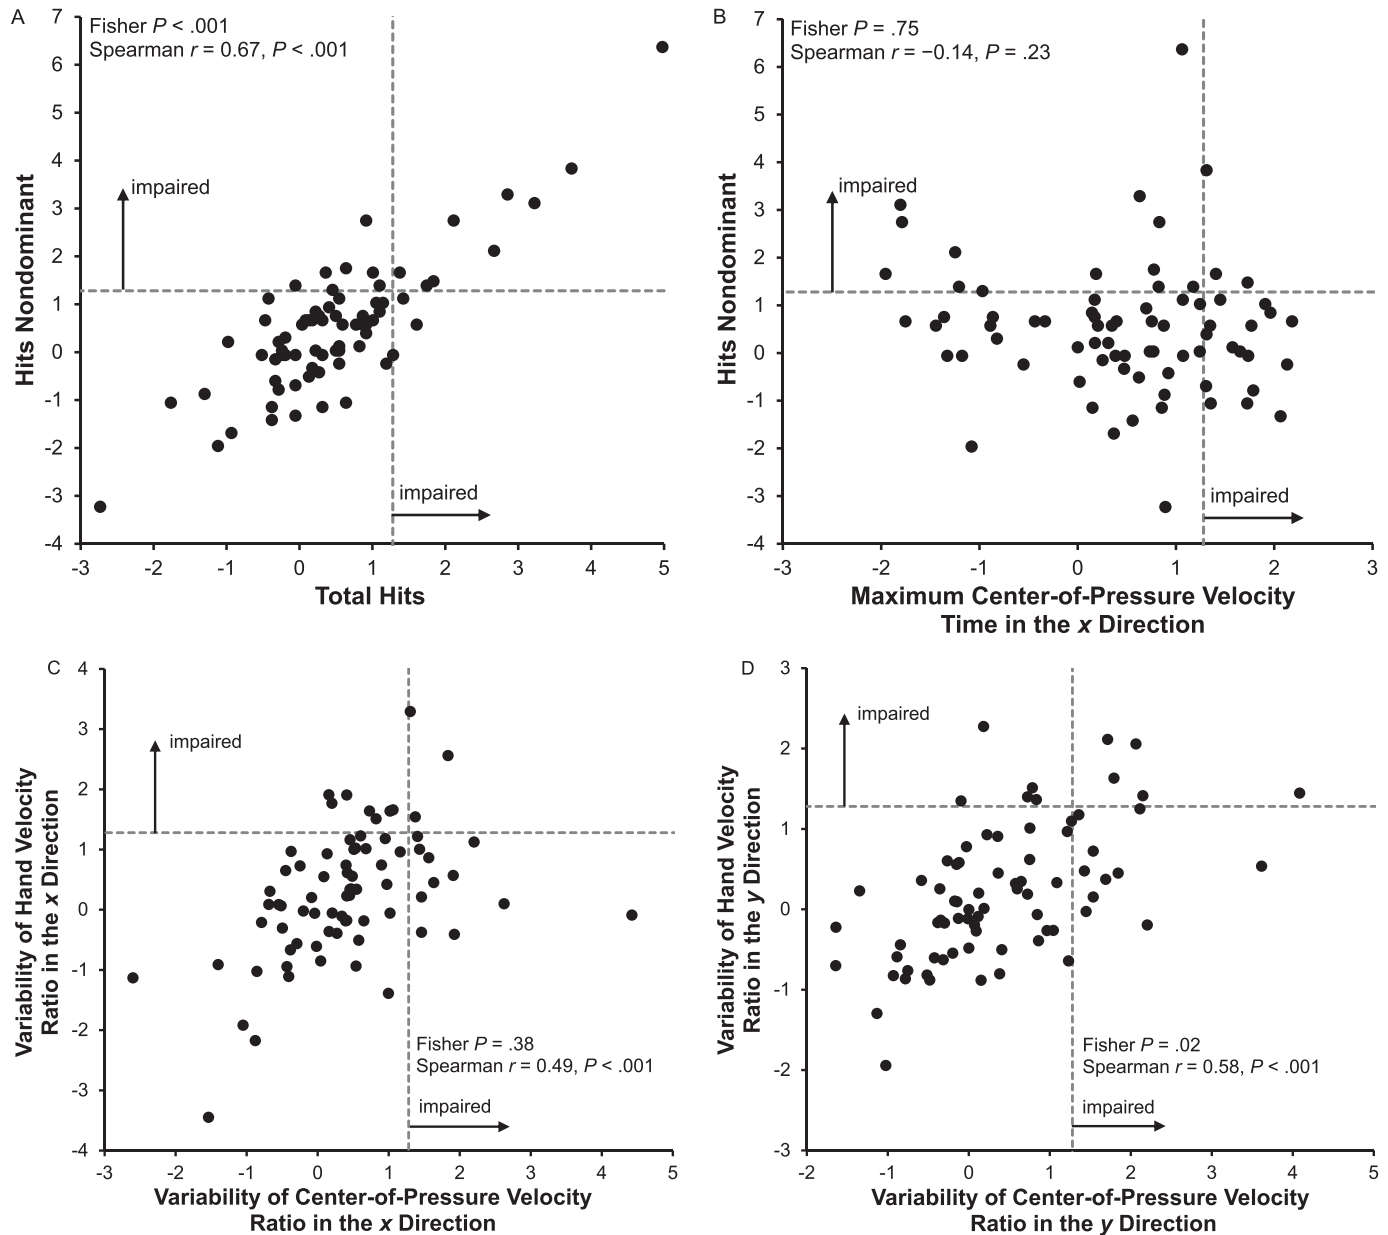 A
Fisher P < .001
Spearman r = 0.67, P < .001
impaired
impaired
Hits Nondominant
7
6
5
4
3
2
1
0
-1
-2
-3
-4
-3
-2
-1
0
1
2
3
4
5
Total Hits
B
Fisher P = .75
Spearman r = −0.14, P = .23
impaired
impaired
Hits Nondominant
7
6
5
4
3
2
1
0
-1
-2
-3
-4
-3
-2
-1
0
1
2
3
Maximum Center-of-Pressure Velocity
Time in the x Direction
C
impaired
Variability of Hand Velocity
Ratio in the x Direction
4
3
2
1
0
-1
-2
-3
-4
Fisher P = .38
Spearman r = 0.49, P < .001
impaired
-3
-2
-1
0
1
2
3
4
5
Variability of Center-of-Pressure Velocity
Ratio in the x Direction
D
impaired
Variability of Hand Velocity
Ratio in the y Direction
3
2
1
0
-1
-2
-3
Fisher P = .02
Spearman r = 0.58, P < .001
impaired
-2
-1
0
1
2
3
4
5
Variability of Center-of-Pressure Velocity
Ratio in the y Direction